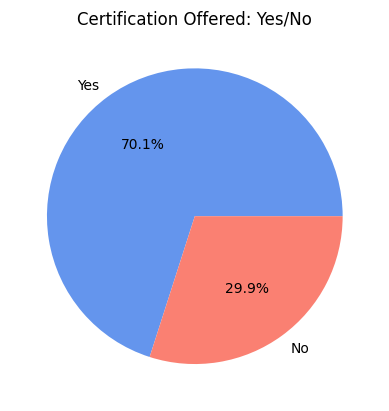 Certification Offered: Yes/No
Yes
70.1%
29.9%
No